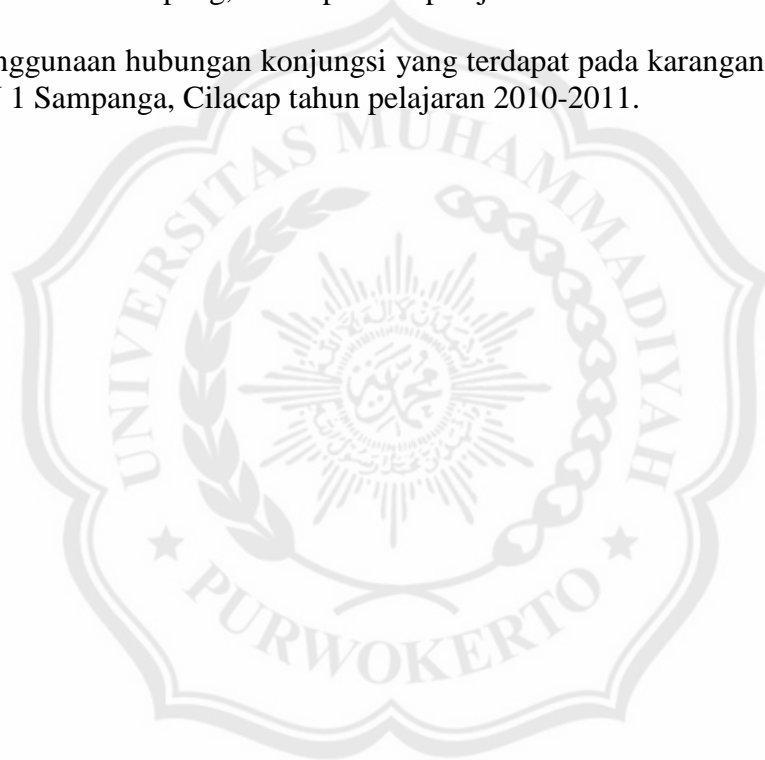 nggunaan hubungan konjungsi yang terdapat pada karangan
1 Sampanga, Cilacap tahun pelajaran 2010-2011.
UNIVERSITAS MUHAMMADIYAH
PURWOKERTO